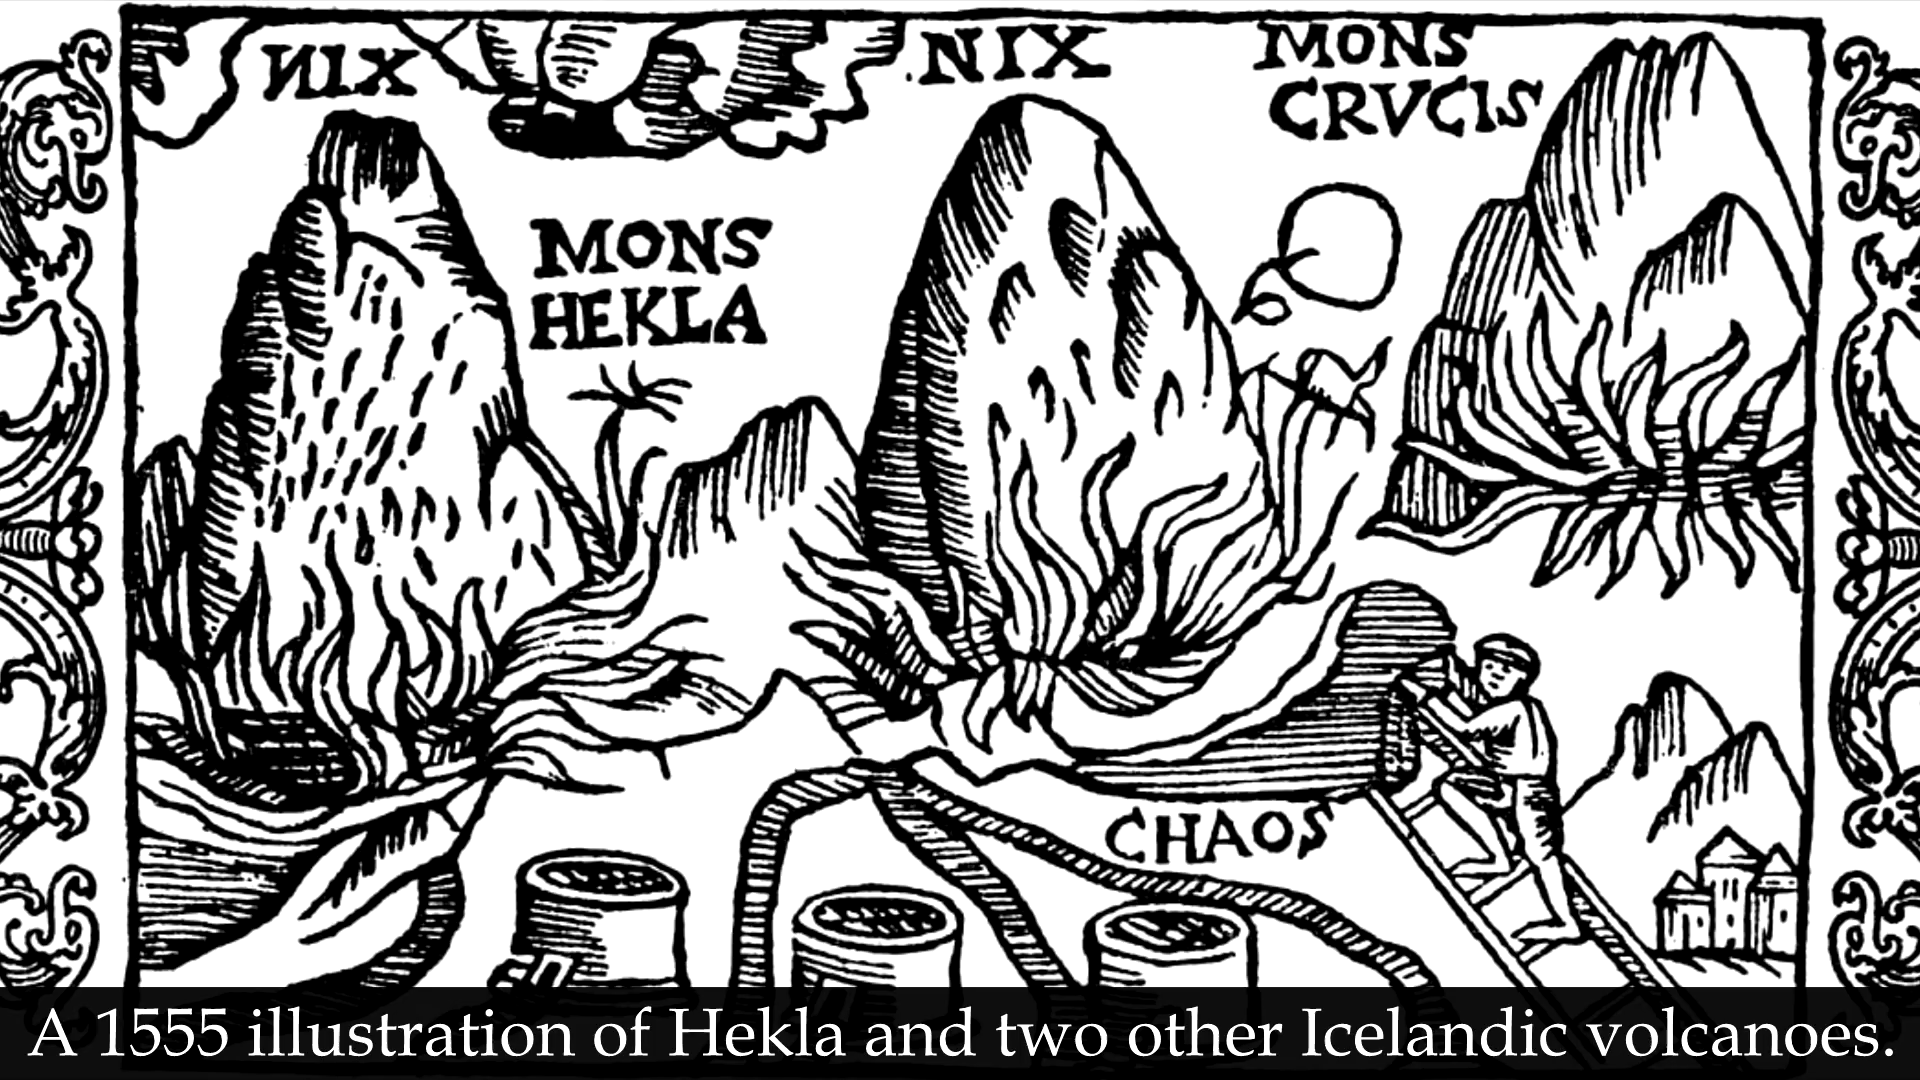 NIX
NIX
MONS
CRVCIS
MONS
HEKLA
CHAOS
A 1555 illustration of Hekla and two other Icelandic volcanoes.